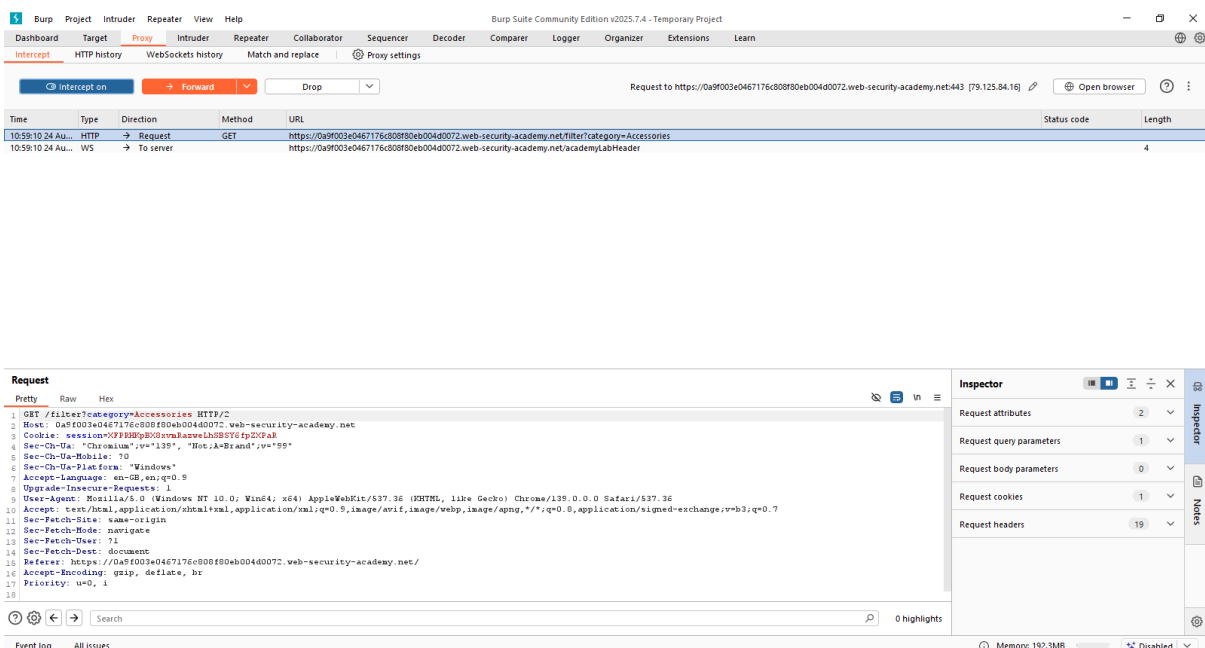 Burp Project Intruder Repeater View Help Burp Suite Community Edition v2025.7.4 - Temporary Project
Dashboard Target Proxy Intruder Repeater Collaborator Sequencer Decoder Comparer Logger Organizer Extensions Learn
Intercept HTTP history WebSockets history Match and replace Proxy settings
Intercept on Forward Drop Request to https://0a9f003e0467176c808f80eb004d0072.web-security-academy.net:443 [79.125.84.16] Open browser
Time Type Direction Method URL Status code Length
10:59:10 24 Au... HTTP → Request GET https://0a9f003e0467176c808f80eb004d0072.web-security-academy.net/filter?category=Accessories
10:59:10 24 Au... WS → To server https://0a9f003e0467176c808f80eb004d0072.web-security-academy.net/academyLabHeader 4
Request
Pretty Raw Hex \n
1 GET /filter?category=Accessories HTTP/2
2 Host: 0a9f003e0467176c808f80eb004d0072.web-security-academy.net
3 Cookie: session=XFPRHKpBX8xvmRazweLhSBSY6fpZXPaR
4 Sec-Ch-Ua: "Chromium";v="139", "Not;A=Brand";v="99"
5 Sec-Ch-Ua-Mobile: ?0
6 Sec-Ch-Ua-Platform: "Windows"
7 Accept-Language: en-GB,en;q=0.9
8 Upgrade-Insecure-Requests: 1
9 User-Agent: Mozilla/5.0 (Windows NT 10.0; Win64; x64) AppleWebKit/537.36 (KHTML, like Gecko) Chrome/139.0.0.0 Safari/537.36
10 Accept: text/html,application/xhtml+xml,application/xml;q=0.9,image/avif,image/webp,image/apng,*/*;q=0.8,application/signed-exchange;v=b3;q=0.7
11 Sec-Fetch-Site: same-origin
12 Sec-Fetch-Mode: navigate
13 Sec-Fetch-User: ?1
14 Sec-Fetch-Dest: document
15 Referer: https://0a9f003e0467176c808f80eb004d0072.web-security-academy.net/
16 Accept-Encoding: gzip, deflate, br
17 Priority: u=0, i
18
Search 0 highlights
Inspector
Request attributes 2
Request query parameters 1
Request body parameters 0
Request cookies 1
Request headers 19
Inspector
Notes
Event log All issues Memory: 192.3MB Disabled